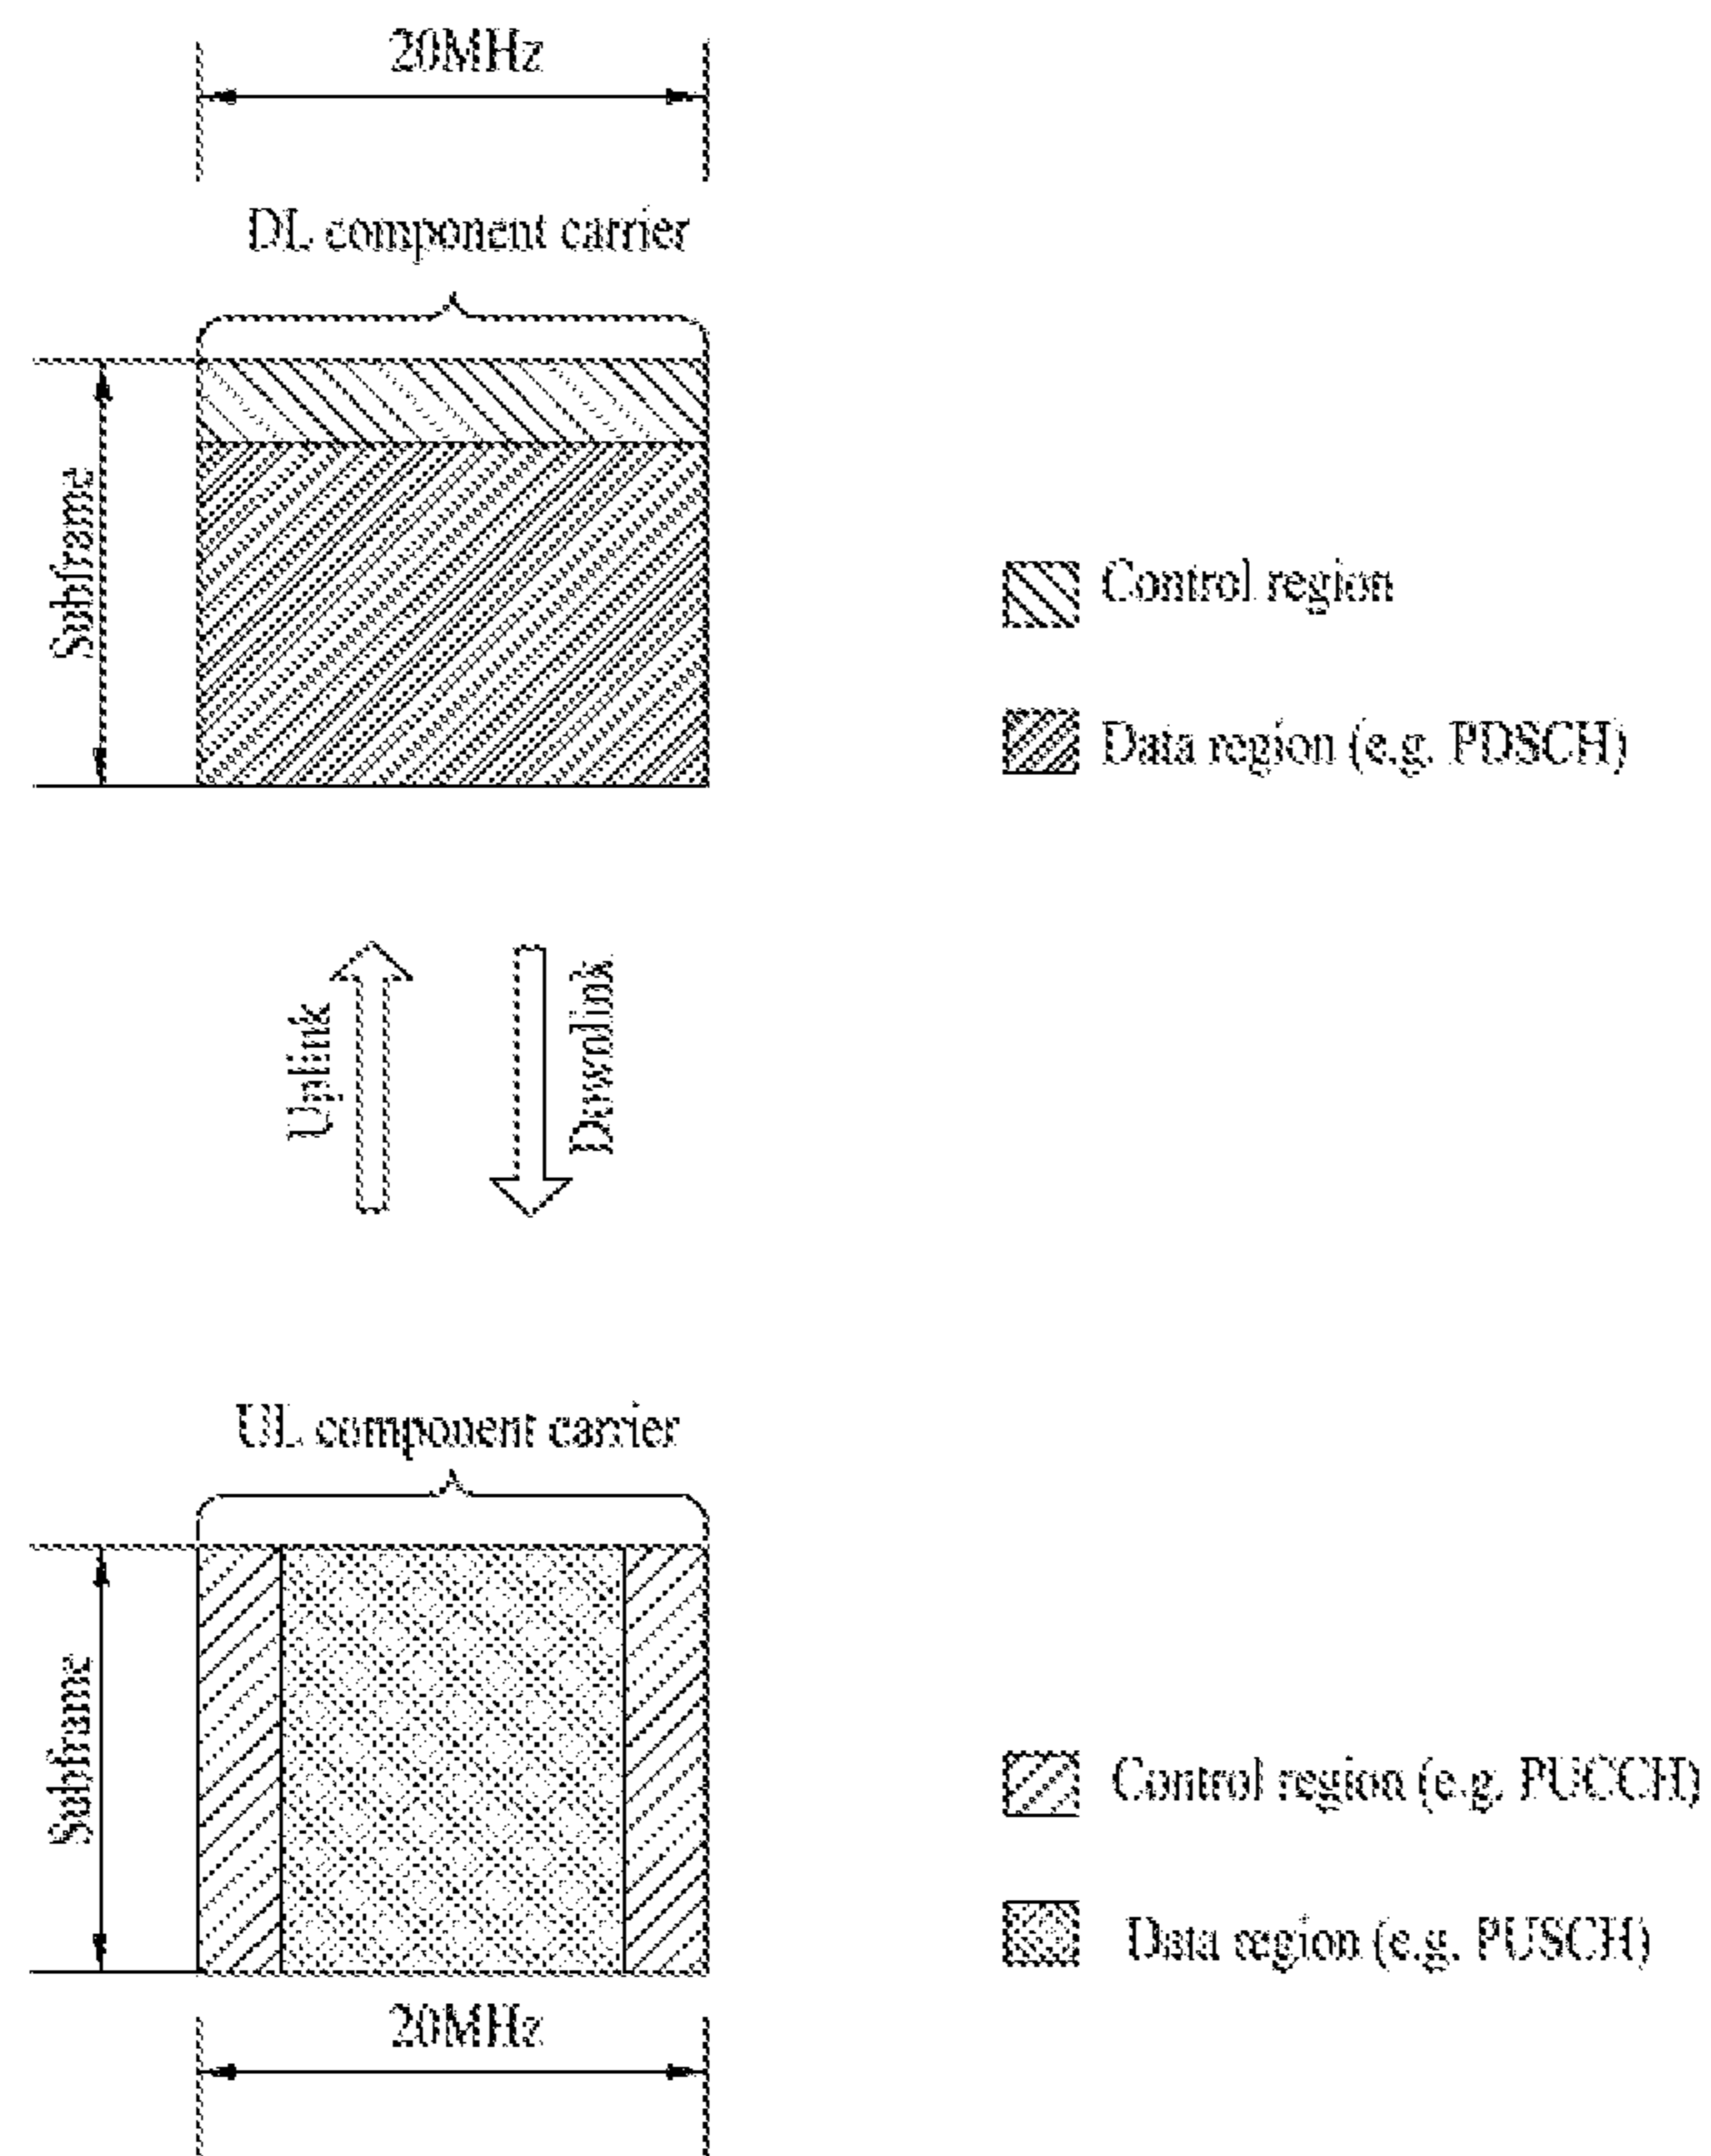 20MHz
DL component carrier
Subframe
Control region
Data region (e.g. PDSCH)
Uplink
Downlink
UL component carrier
Subframe
Control region (e.g. PUCCH)
Data region (e.g. PUSCH)
20MHz